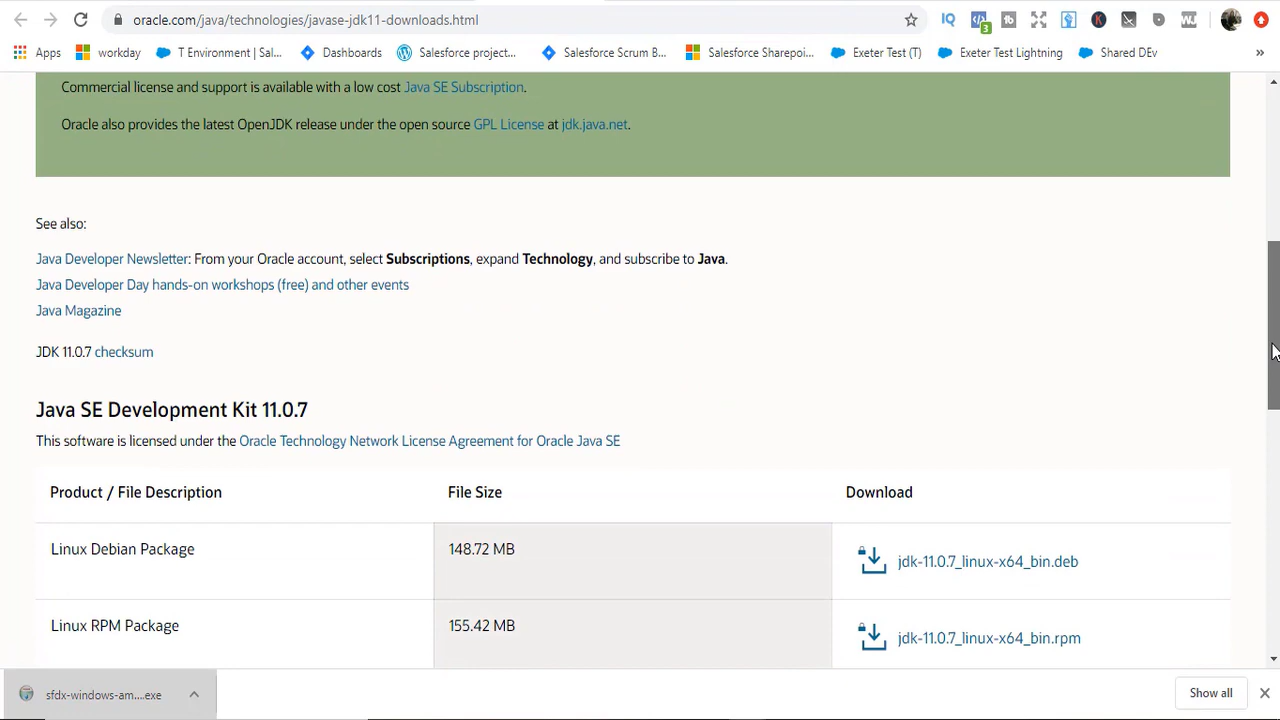 oracle.com/java/technologies/javase-jdk11-downloads.html
IQ
3
tb
K
WJ
Apps
workday
T Environment | Sal...
Dashboards
Salesforce project...
Salesforce Scrum B...
Salesforce Sharepoi...
Exeter Test (T)
Exeter Test Lightning
Shared DEv
»
Commercial license and support is available with a low cost Java SE Subscription.
Oracle also provides the latest OpenJDK release under the open source GPL License at jdk.java.net.
See also:
Java Developer Newsletter: From your Oracle account, select Subscriptions, expand Technology, and subscribe to Java.
Java Developer Day hands-on workshops (free) and other events
Java Magazine
JDK 11.0.7 checksum
Java SE Development Kit 11.0.7
This software is licensed under the Oracle Technology Network License Agreement for Oracle Java SE
Product / File Description File Size Download
Linux Debian Package 148.72 MB jdk-11.0.7_linux-x64_bin.deb
Linux RPM Package 155.42 MB jdk-11.0.7_linux-x64_bin.rpm
sfdx-windows-am....exe
Show all